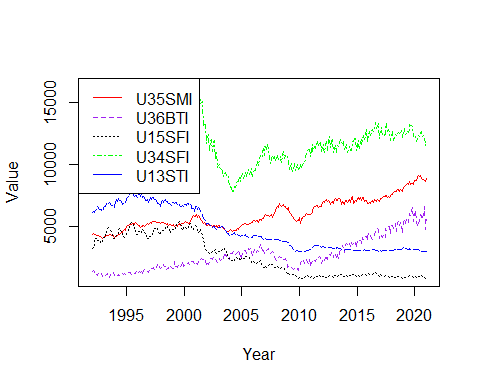 U35SMI
U36BTI
U15SFI
U34SFI
U13STI
15000
10000
5000
Value
1995 2000 2005 2010 2015 2020
Year